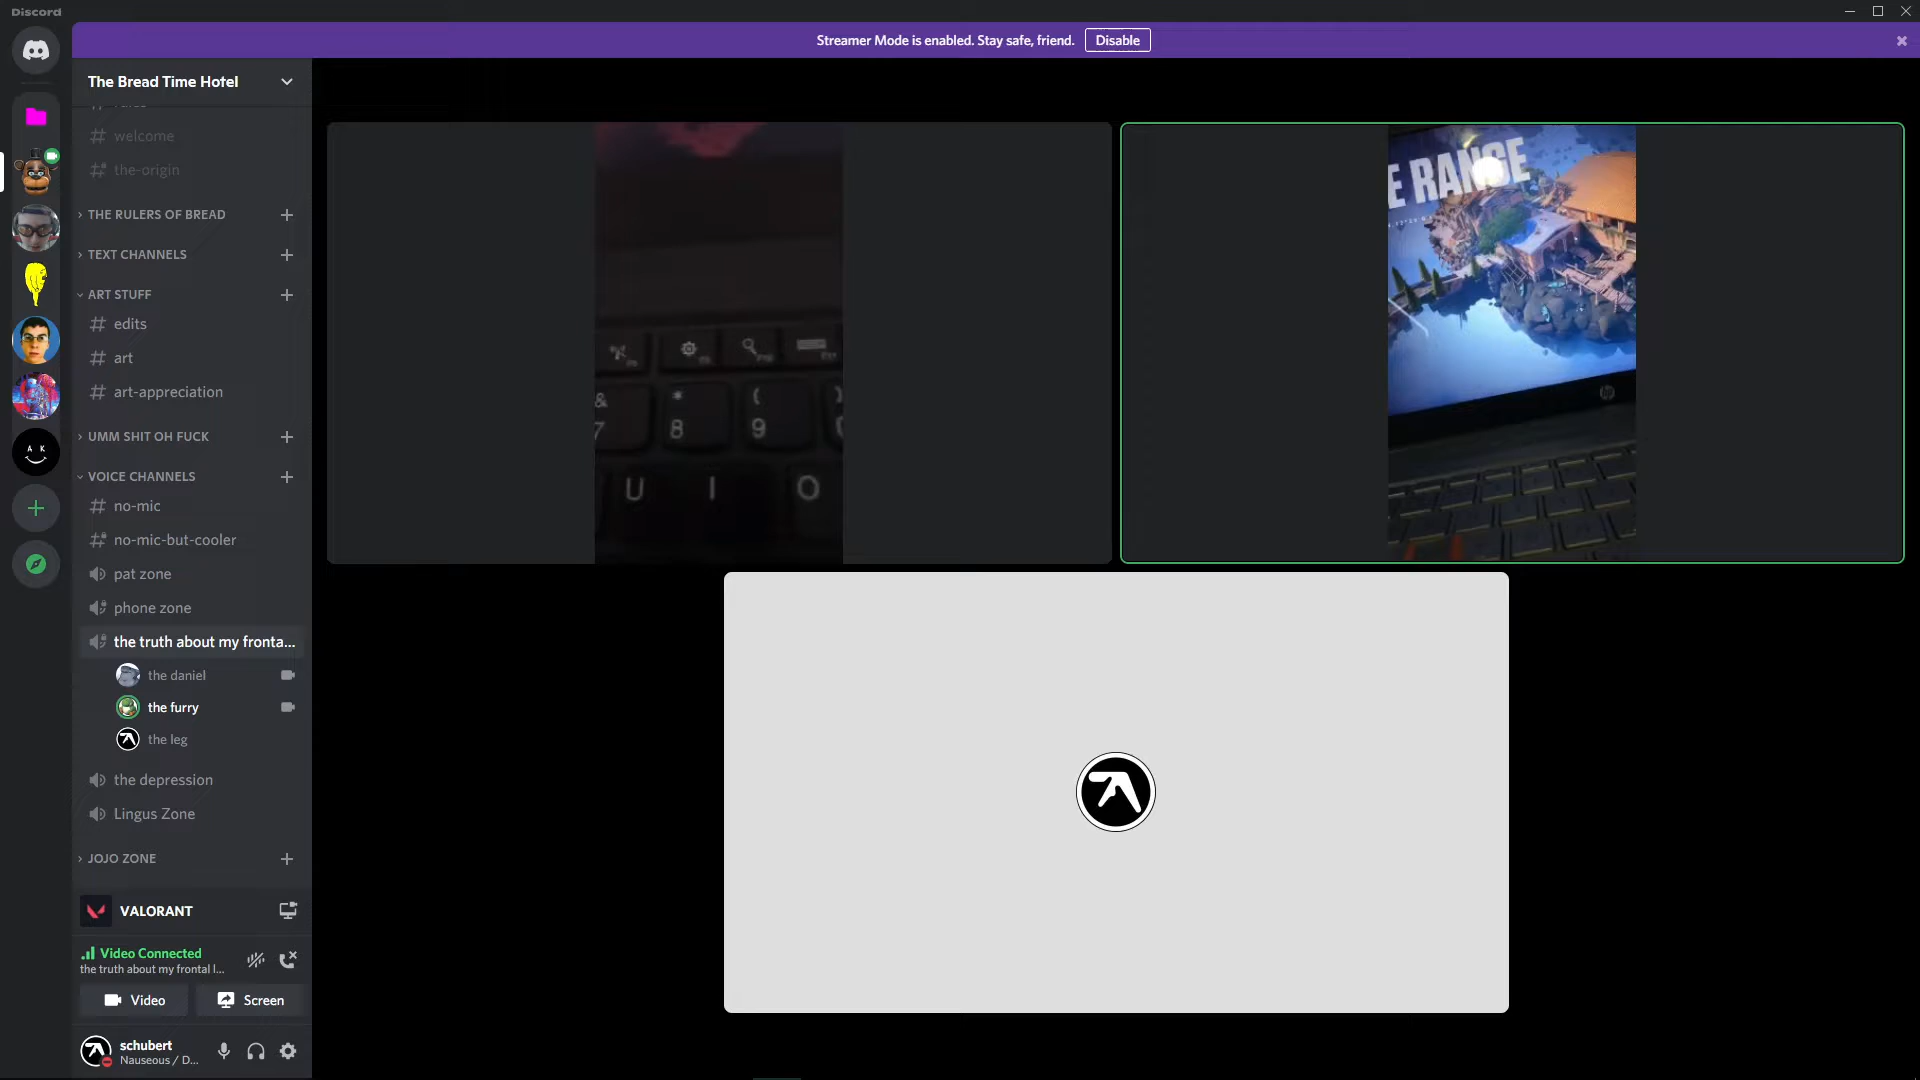 Discord
Streamer Mode is enabled. Stay safe, friend.
Disable
The Bread Time Hotel
welcome
the-origin
THE RULERS OF BREAD
TEXT CHANNELS
ART STUFF
edits
art
art-appreciation
UMM SHIT OH FUCK
VOICE CHANNELS
no-mic
no-mic-but-cooler
pat zone
phone zone
the truth about my fronta...
the daniel
the furry
the leg
the depression
Lingus Zone
JOJO ZONE
VALORANT
Video Connected
the truth about my frontal l...
Video
Screen
schubert
Nauseous / D...
A K
& * ( )
7 8 9 0
U I O
E RANGE
hp